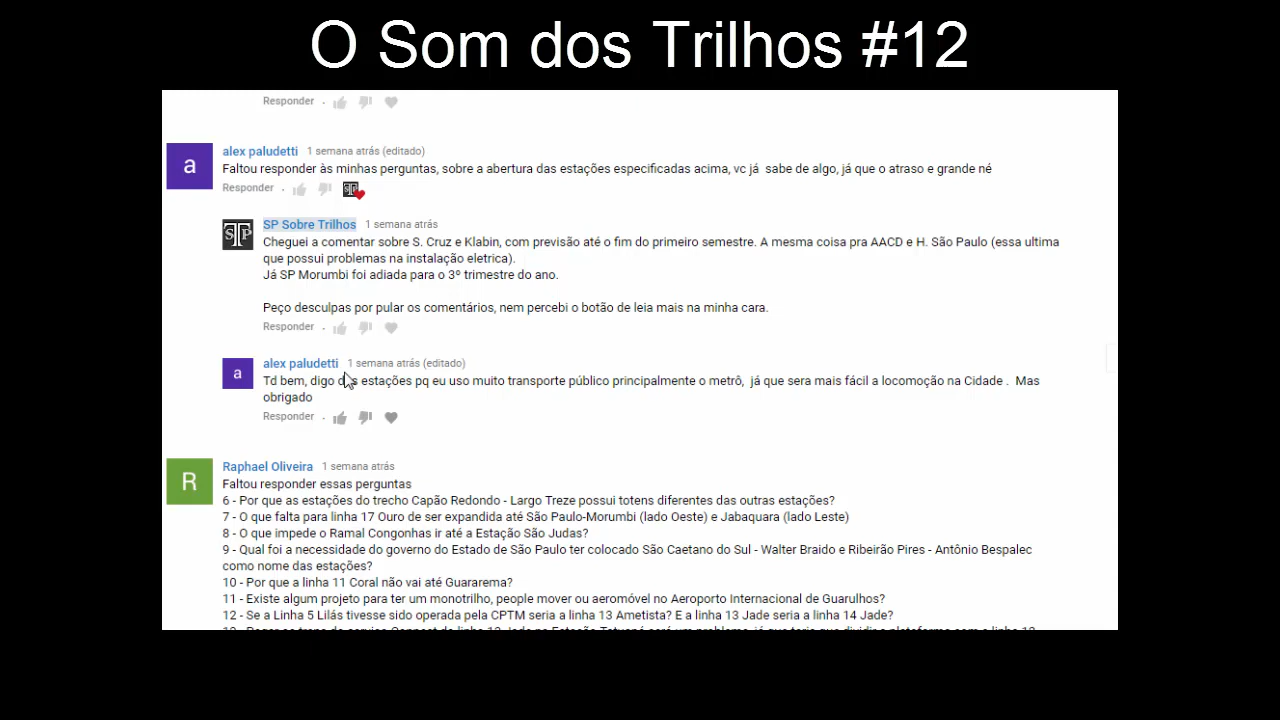 O Som dos Trilhos #12
Responder .
a
alex paludetti 1 semana atrás (editado)
Faltou responder às minhas perguntas, sobre a abertura das estações especificadas acima, vc já sabe de algo, já que o atraso e grande né
Responder .
STP
SP Sobre Trilhos 1 semana atrás
Cheguei a comentar sobre S. Cruz e Klabin, com previsão até o fim do primeiro semestre. A mesma coisa pra AACD e H. São Paulo (essa ultima
que possui problemas na instalação eletrica).
Já SP Morumbi foi adiada para o 3º trimestre do ano.
Peço desculpas por pular os comentários, nem percebi o botão de leia mais na minha cara.
Responder .
a
alex paludetti 1 semana atrás (editado)
Td bem, digo das estações pq eu uso muito transporte público principalmente o metrô, já que sera mais fácil a locomoção na Cidade . Mas
obrigado
Responder .
R
Raphael Oliveira 1 semana atrás
Faltou responder essas perguntas
6 - Por que as estações do trecho Capão Redondo - Largo Treze possui totens diferentes das outras estações?
7 - O que falta para linha 17 Ouro de ser expandida até São Paulo-Morumbi (lado Oeste) e Jabaquara (lado Leste)
8 - O que impede o Ramal Congonhas ir até a Estação São Judas?
9 - Qual foi a necessidade do governo do Estado de São Paulo ter colocado São Caetano do Sul - Walter Braido e Ribeirão Pires - Antônio Bespalec
como nome das estações?
10 - Por que a linha 11 Coral não vai até Guararema?
11 - Existe algum projeto para ter um monotrilho, people mover ou aeromóvel no Aeroporto Internacional de Guarulhos?
12 - Se a Linha 5 Lilás tivesse sido operada pela CPTM seria a linha 13 Ametista? E a linha 13 Jade seria a linha 14 Jade?